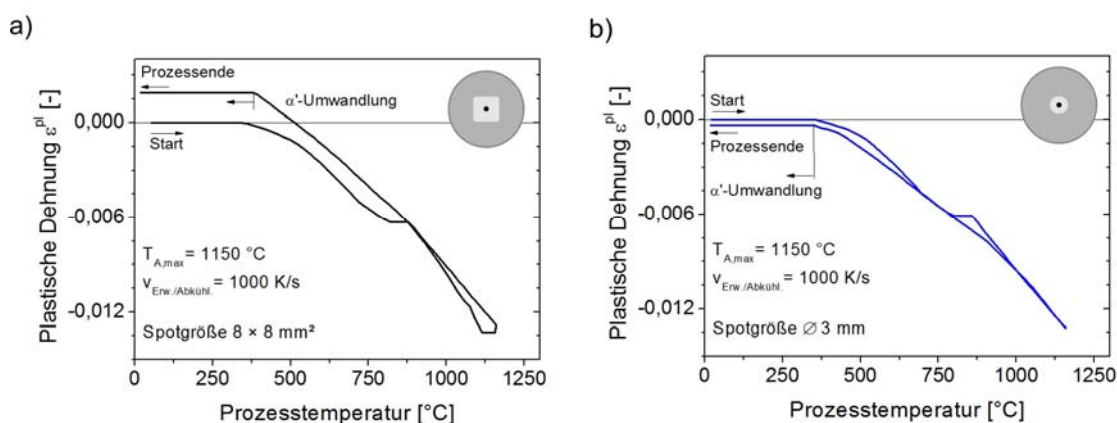 a)
Plastische Dehnung εᵖˡ [-]
0,000
-0,006
-0,012
Prozessende
α'-Umwandlung
Start
T_A,max = 1150 °C
v_Erw./Abkühl. = 1000 K/s
Spotgröße 8 × 8 mm²
0 250 500 750 1000 1250
Prozesstemperatur [°C]
b)
Plastische Dehnung εᵖˡ [-]
0,000
-0,006
-0,012
Start
Prozessende
α'-Umwandlung
T_A,max = 1150 °C
v_Erw./Abkühl. = 1000 K/s
Spotgröße ∅ 3 mm
0 250 500 750 1000 1250
Prozesstemperatur [°C]